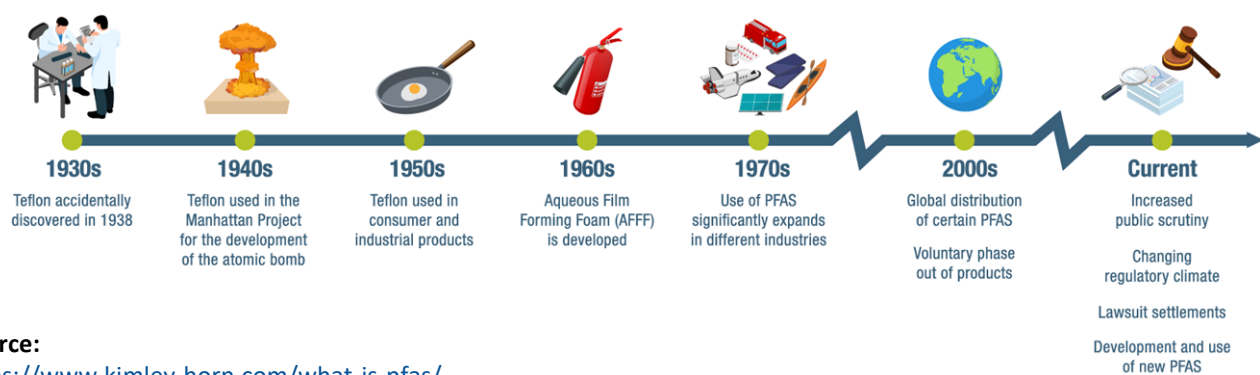 1930s
Teflon accidentally
discovered in 1938
1940s
Teflon used in the
Manhattan Project
for the development
of the atomic bomb
1950s
Teflon used in
consumer and
industrial products
1960s
Aqueous Film
Forming Foam (AFFF)
is developed
1970s
Use of PFAS
significantly expands
in different industries
2000s
Global distribution
of certain PFAS
Voluntary phase
out of products
Current
Increased
public scrutiny
Changing
regulatory climate
Lawsuit settlements
Development and use
of new PFAS
rce:
s://www.kimley-horn.com/what-is-pfas/